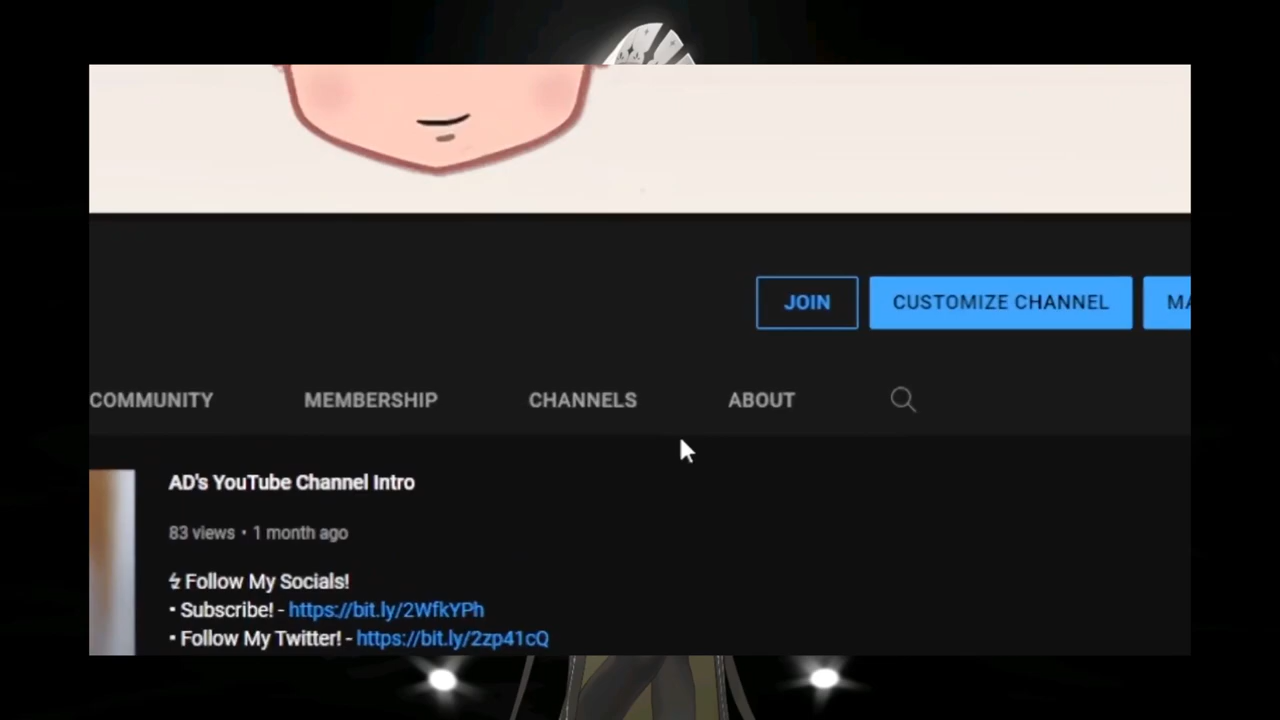 JOIN
CUSTOMIZE CHANNEL
COMMUNITY
MEMBERSHIP
CHANNELS
ABOUT
AD's YouTube Channel Intro
83 views • 1 month ago
Follow My Socials!
• Subscribe! - https://bit.ly/2WfkYPh
• Follow My Twitter! - https://bit.ly/2zp41cQ